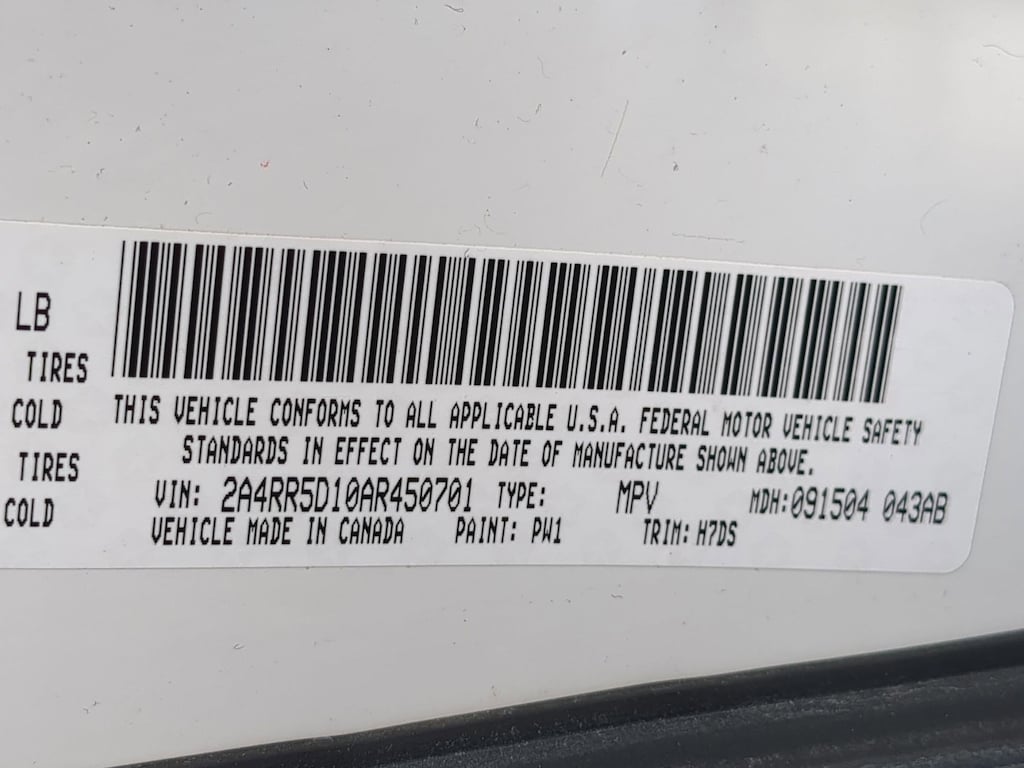 LB
TIRES
COLD
TIRES
COLD
THIS VEHICLE CONFORMS TO ALL APPLICABLE U.S.A. FEDERAL MOTOR VEHICLE SAFETY
STANDARDS IN EFFECT ON THE DATE OF MANUFACTURE SHOWN ABOVE.
VIN: 2A4RR5D10AR450701 TYPE: MPV MDH:091504 043AB
VEHICLE MADE IN CANADA PAINT: PW1 TRIM: H7DS